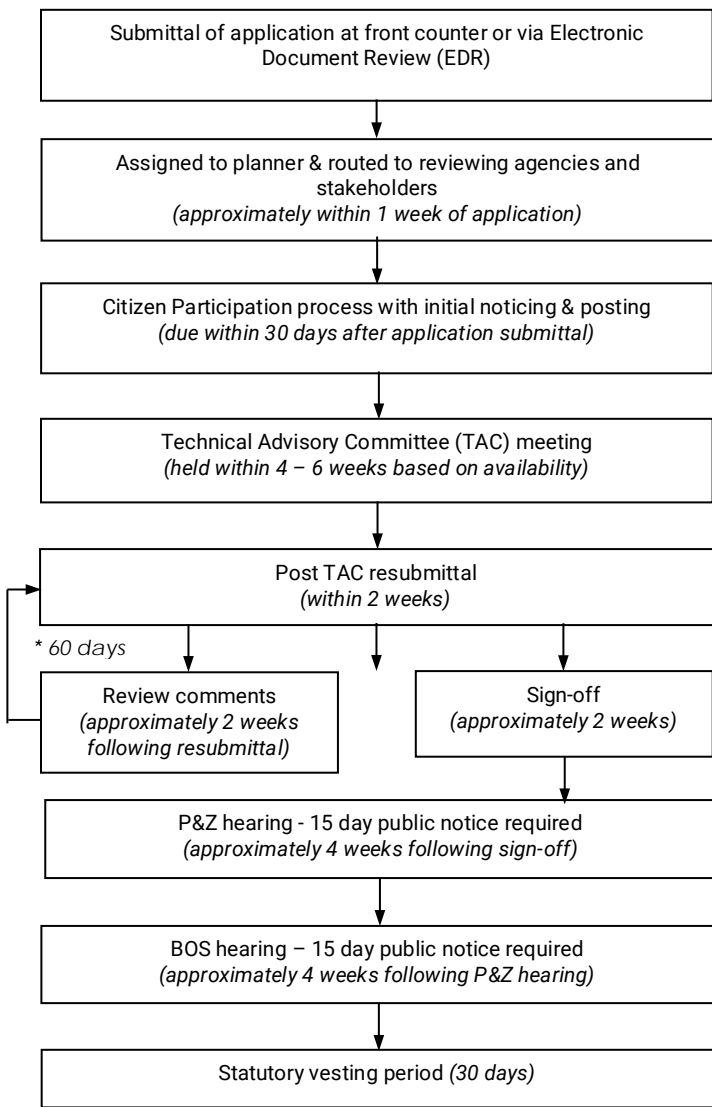 Submittal of application at front counter or via Electronic
Document Review (EDR)
Assigned to planner & routed to reviewing agencies and
stakeholders
(approximately within 1 week of application)
Citizen Participation process with initial noticing & posting
(due within 30 days after application submittal)
Technical Advisory Committee (TAC) meeting
(held within 4 – 6 weeks based on availability)
Post TAC resubmittal
(within 2 weeks)
* 60 days
Review comments
(approximately 2 weeks
following resubmittal)
Sign-off
(approximately 2 weeks)
P&Z hearing - 15 day public notice required
(approximately 4 weeks following sign-off)
BOS hearing – 15 day public notice required
(approximately 4 weeks following P&Z hearing)
Statutory vesting period (30 days)